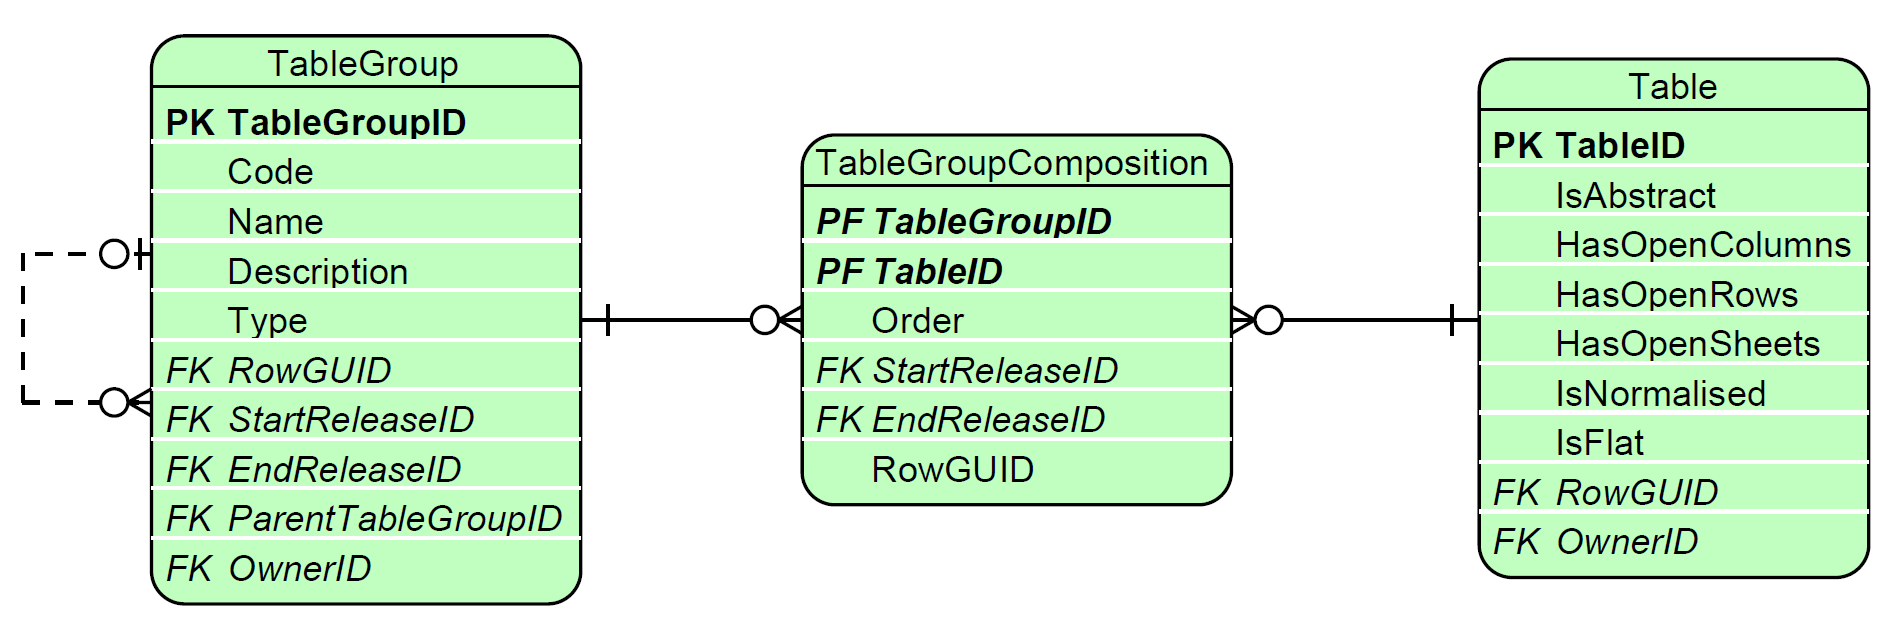 TableGroup
PK TableGroupID
Code
Name
Description
Type
FK RowGUID
FK StartReleaseID
FK EndReleaseID
FK ParentTableGroupID
FK OwnerID
TableGroupComposition
PF TableGroupID
PF TableID
Order
FK StartReleaseID
FK EndReleaseID
RowGUID
Table
PK TableID
IsAbstract
HasOpenColumns
HasOpenRows
HasOpenSheets
IsNormalised
IsFlat
FK RowGUID
FK OwnerID